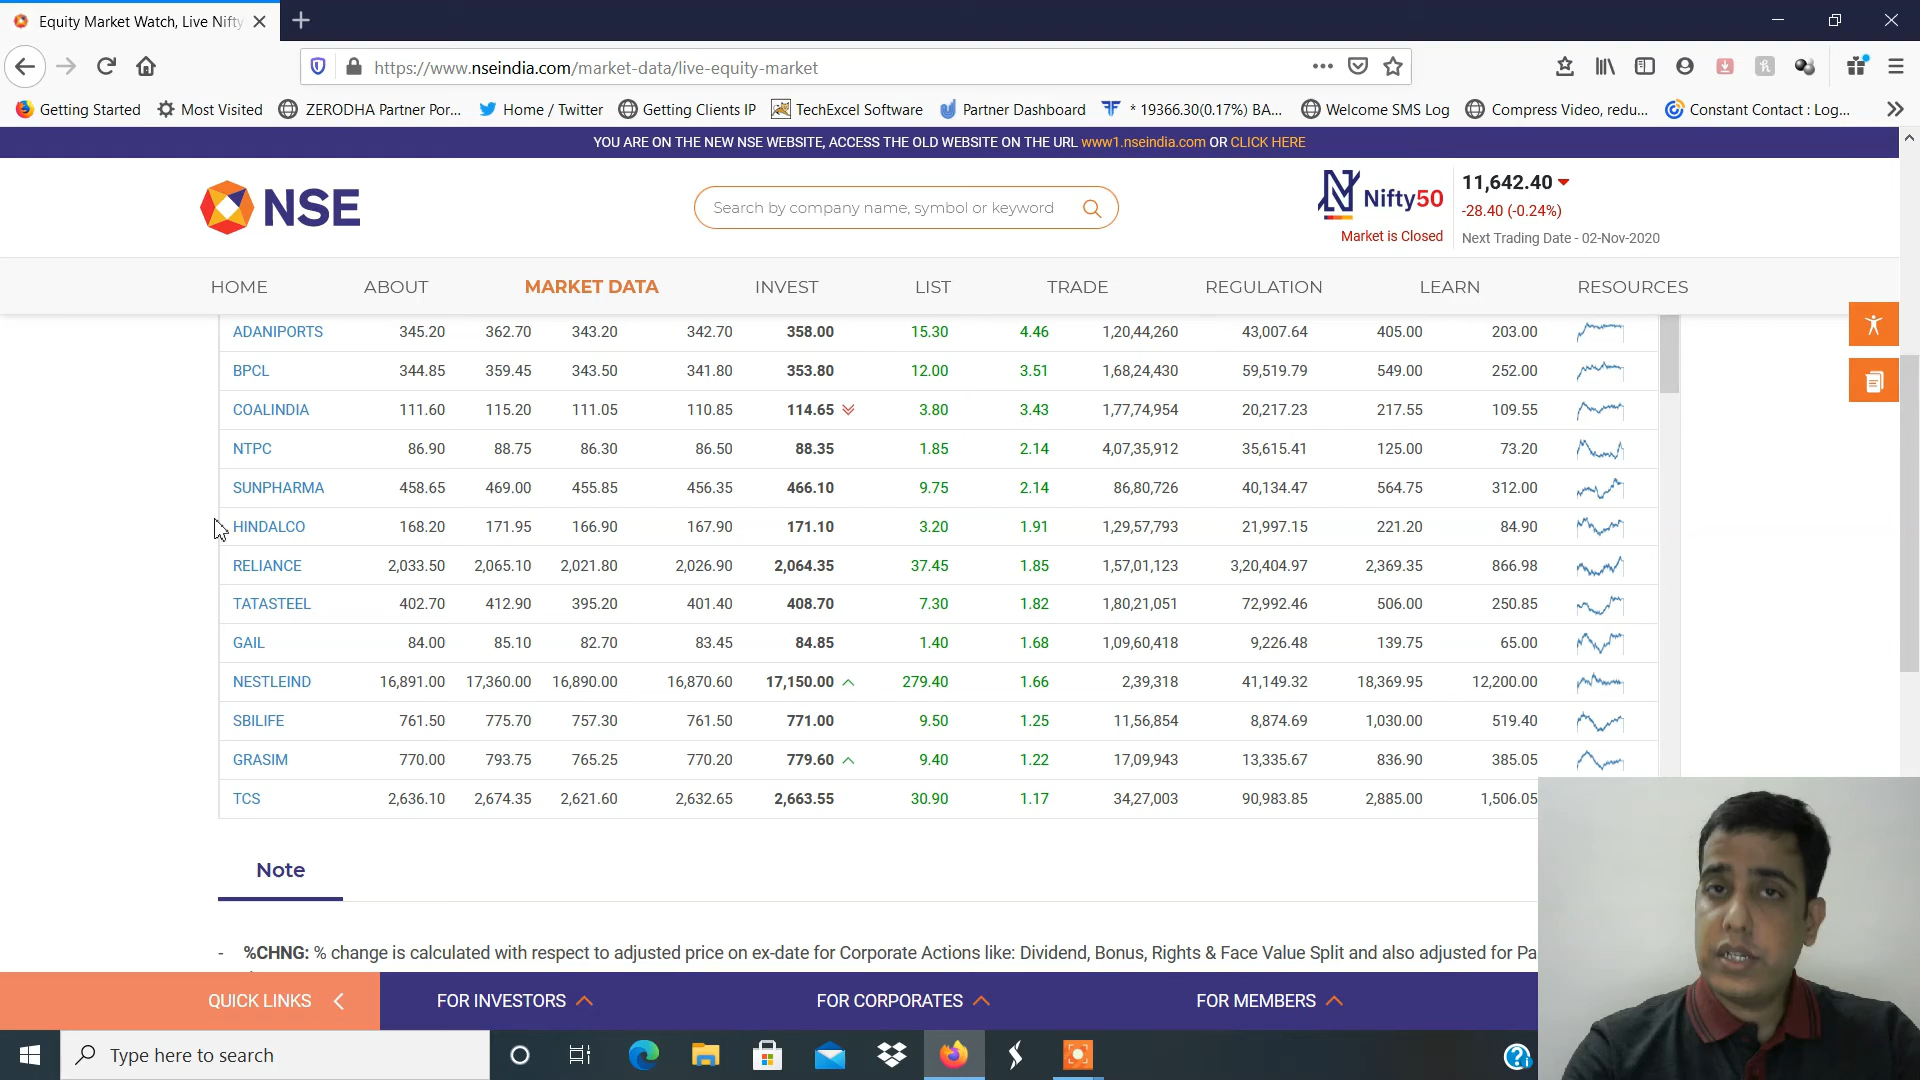 Equity Market Watch, Live Nifty
https://www.nseindia.com/market-data/live-equity-market
Getting Started Most Visited ZERODHA Partner Por... Home / Twitter Getting Clients IP TechExcel Software Partner Dashboard * 19366.30(0.17%) BA... Welcome SMS Log Compress Video, redu... Constant Contact : Log...
YOU ARE ON THE NEW NSE WEBSITE, ACCESS THE OLD WEBSITE ON THE URL www1.nseindia.com OR CLICK HERE
NSE
Search by company name, symbol or keyword
Nifty50
Market is Closed
11,642.40
-28.40 (-0.24%)
Next Trading Date - 02-Nov-2020
HOME ABOUT MARKET DATA INVEST LIST TRADE REGULATION LEARN RESOURCES
ADANIPORTS 345.20 362.70 343.20 342.70 358.00 15.30 4.46 1,20,44,260 43,007.64 405.00 203.00
BPCL 344.85 359.45 343.50 341.80 353.80 12.00 3.51 1,68,24,430 59,519.79 549.00 252.00
COALINDIA 111.60 115.20 111.05 110.85 114.65 3.80 3.43 1,77,74,954 20,217.23 217.55 109.55
NTPC 86.90 88.75 86.30 86.50 88.35 1.85 2.14 4,07,35,912 35,615.41 125.00 73.20
SUNPHARMA 458.65 469.00 455.85 456.35 466.10 9.75 2.14 86,80,726 40,134.47 564.75 312.00
HINDALCO 168.20 171.95 166.90 167.90 171.10 3.20 1.91 1,29,57,793 21,997.15 221.20 84.90
RELIANCE 2,033.50 2,065.10 2,021.80 2,026.90 2,064.35 37.45 1.85 1,57,01,123 3,20,404.97 2,369.35 866.98
TATASTEEL 402.70 412.90 395.20 401.40 408.70 7.30 1.82 1,80,21,051 72,992.46 506.00 250.85
GAIL 84.00 85.10 82.70 83.45 84.85 1.40 1.68 1,09,60,418 9,226.48 139.75 65.00
NESTLEIND 16,891.00 17,360.00 16,890.00 16,870.60 17,150.00 279.40 1.66 2,39,318 41,149.32 18,369.95 12,200.00
SBILIFE 761.50 775.70 757.30 761.50 771.00 9.50 1.25 11,56,854 8,874.69 1,030.00 519.40
GRASIM 770.00 793.75 765.25 770.20 779.60 9.40 1.22 17,09,943 13,335.67 836.90 385.05
TCS 2,636.10 2,674.35 2,621.60 2,632.65 2,663.55 30.90 1.17 34,27,003 90,983.85 2,885.00 1,506.05
Note
- %CHNG: % change is calculated with respect to adjusted price on ex-date for Corporate Actions like: Dividend, Bonus, Rights & Face Value Split and also adjusted for Pa
QUICK LINKS FOR INVESTORS FOR CORPORATES FOR MEMBERS
Type here to search